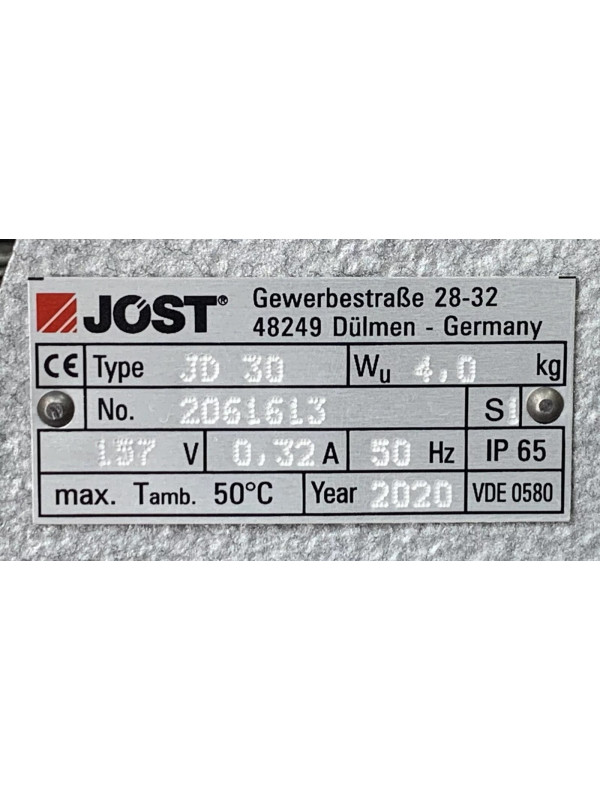 JÖST® Gewerbestraße 28-32
48249 Dülmen - Germany
CE Type JD 30 Wu 4,0 kg
No. 2061613 S1
157 V 0,32 A 50 Hz IP 65
max. Tamb. 50°C Year 2020 VDE 0580